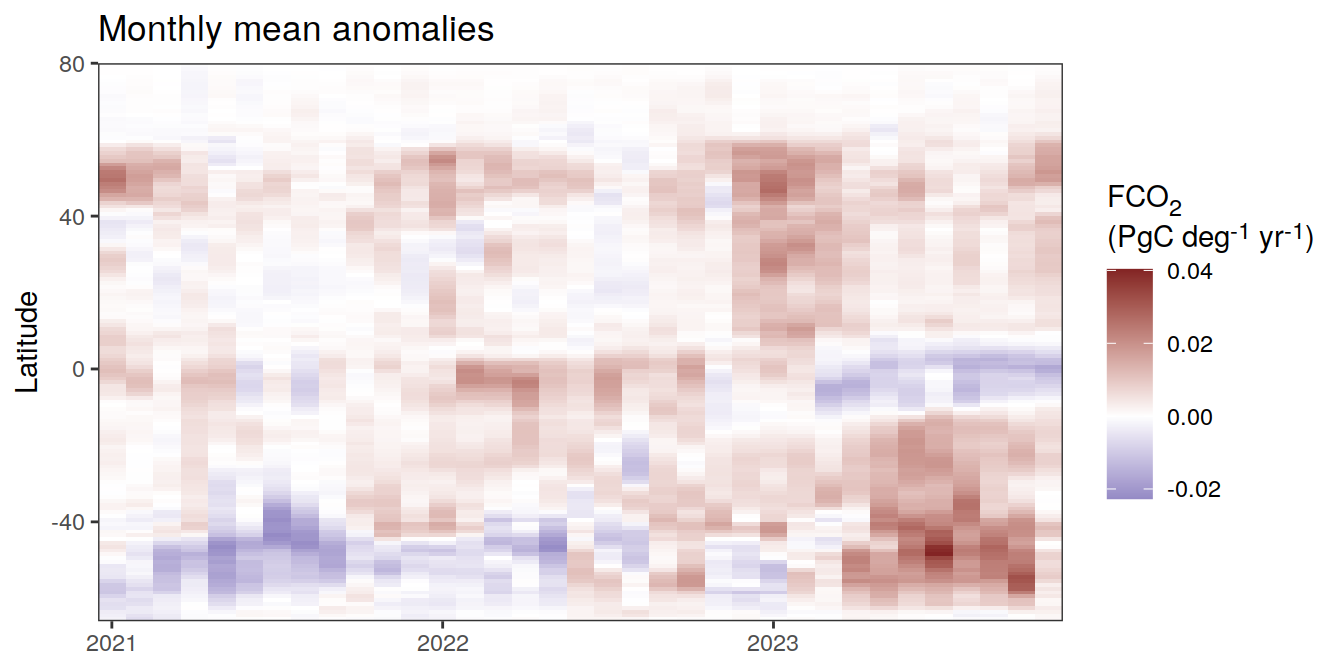 Monthly mean anomalies
80
40
0
-40
Latitude
2021 2022 2023
FCO₂
(PgC deg⁻¹ yr⁻¹)
0.04
0.02
0.00
-0.02